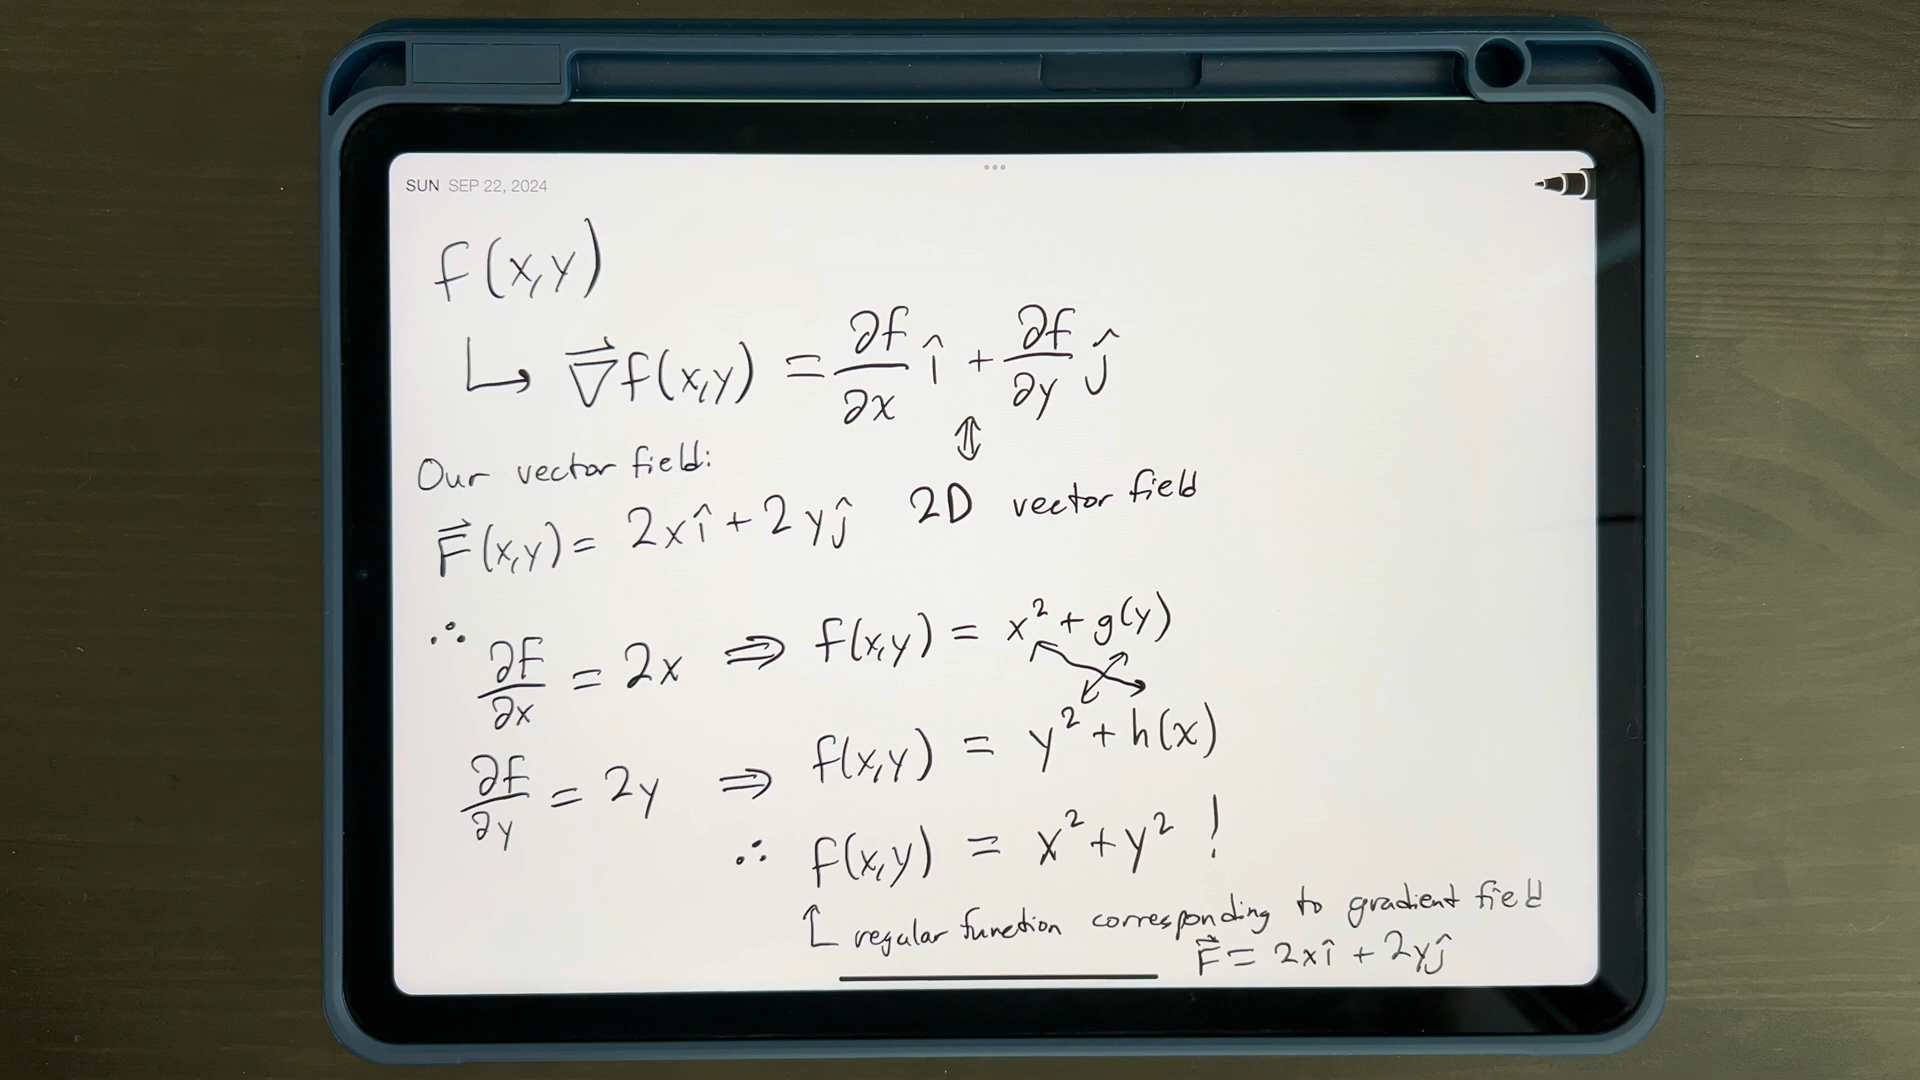 SUN SEP 22, 2024
f(x,y)
↳ ∇⃗f(x,y) = ∂f/∂x î + ∂f/∂y ĵ
⇕
Our vector field:
F⃗(x,y) = 2xî + 2yĵ 2D vector field
∴ ∂f/∂x = 2x ⇒ f(x,y) = x² + g(y)
∂f/∂y = 2y ⇒ f(x,y) = y² + h(x)
∴ f(x,y) = x² + y² !
regular function corresponding to gradient field
F⃗ = 2xî + 2yĵ